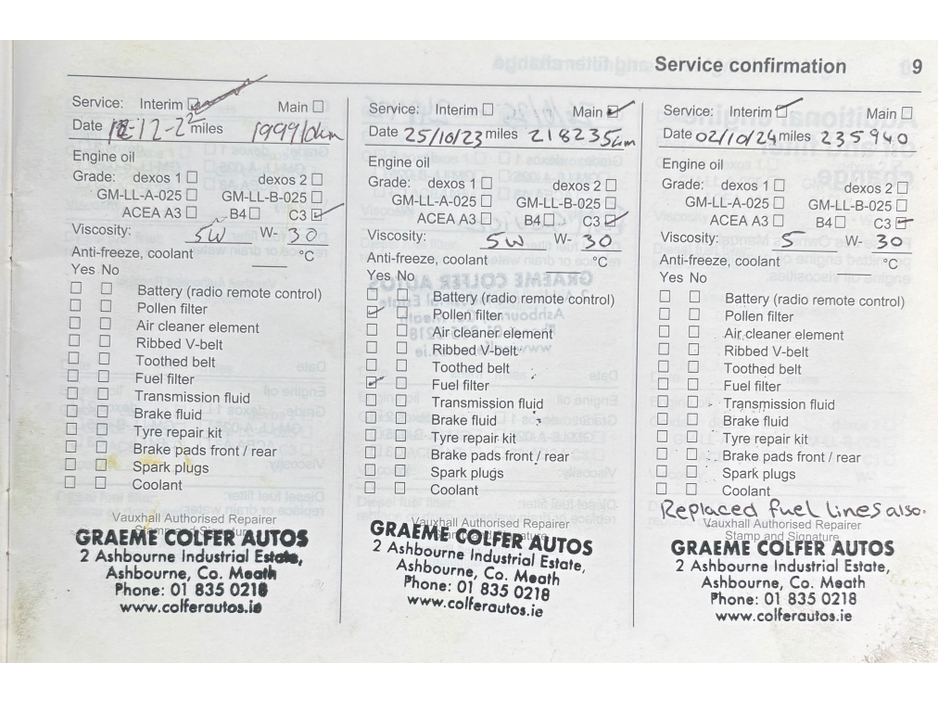 Service confirmation 9
Service: Interim Main
Date 12-12-22 miles 199910km
Engine oil
Grade: dexos 1 dexos 2
GM-LL-A-025 GM-LL-B-025
ACEA A3 B4 C3
Viscosity: 5W W- 30
Anti-freeze, coolant °C
Yes No
Battery (radio remote control)
Pollen filter
Air cleaner element
Ribbed V-belt
Toothed belt
Fuel filter
Transmission fluid
Brake fluid
Tyre repair kit
Brake pads front / rear
Spark plugs
Coolant
Vauxhall Authorised Repairer
Stamp and Signature
GRAEME COLFER AUTOS
2 Ashbourne Industrial Estate,
Ashbourne, Co. Meath
Phone: 01 835 0218
www.colferautos.ie
Service: Interim Main
Date 25/10/23 miles 218235km
Engine oil
Grade: dexos 1 dexos 2
GM-LL-A-025 GM-LL-B-025
ACEA A3 B4 C3
Viscosity: 5W W- 30
Anti-freeze, coolant °C
Yes No
Battery (radio remote control)
Pollen filter
Air cleaner element
Ribbed V-belt
Toothed belt
Fuel filter
Transmission fluid
Brake fluid
Tyre repair kit
Brake pads front / rear
Spark plugs
Coolant
Vauxhall Authorised Repairer
Stamp and Signature
GRAEME COLFER AUTOS
2 Ashbourne Industrial Estate,
Ashbourne, Co. Meath
Phone: 01 835 0218
www.colferautos.ie
Service: Interim Main
Date 02/10/24 miles 235940
Engine oil
Grade: dexos 1 dexos 2
GM-LL-A-025 GM-LL-B-025
ACEA A3 B4 C3
Viscosity: 5 W- 30
Anti-freeze, coolant °C
Yes No
Battery (radio remote control)
Pollen filter
Air cleaner element
Ribbed V-belt
Toothed belt
Fuel filter
Transmission fluid
Brake fluid
Tyre repair kit
Brake pads front / rear
Spark plugs
Coolant
Replaced fuel lines also.
Vauxhall Authorised Repairer
Stamp and Signature
GRAEME COLFER AUTOS
2 Ashbourne Industrial Estate,
Ashbourne, Co. Meath
Phone: 01 835 0218
www.colferautos.ie